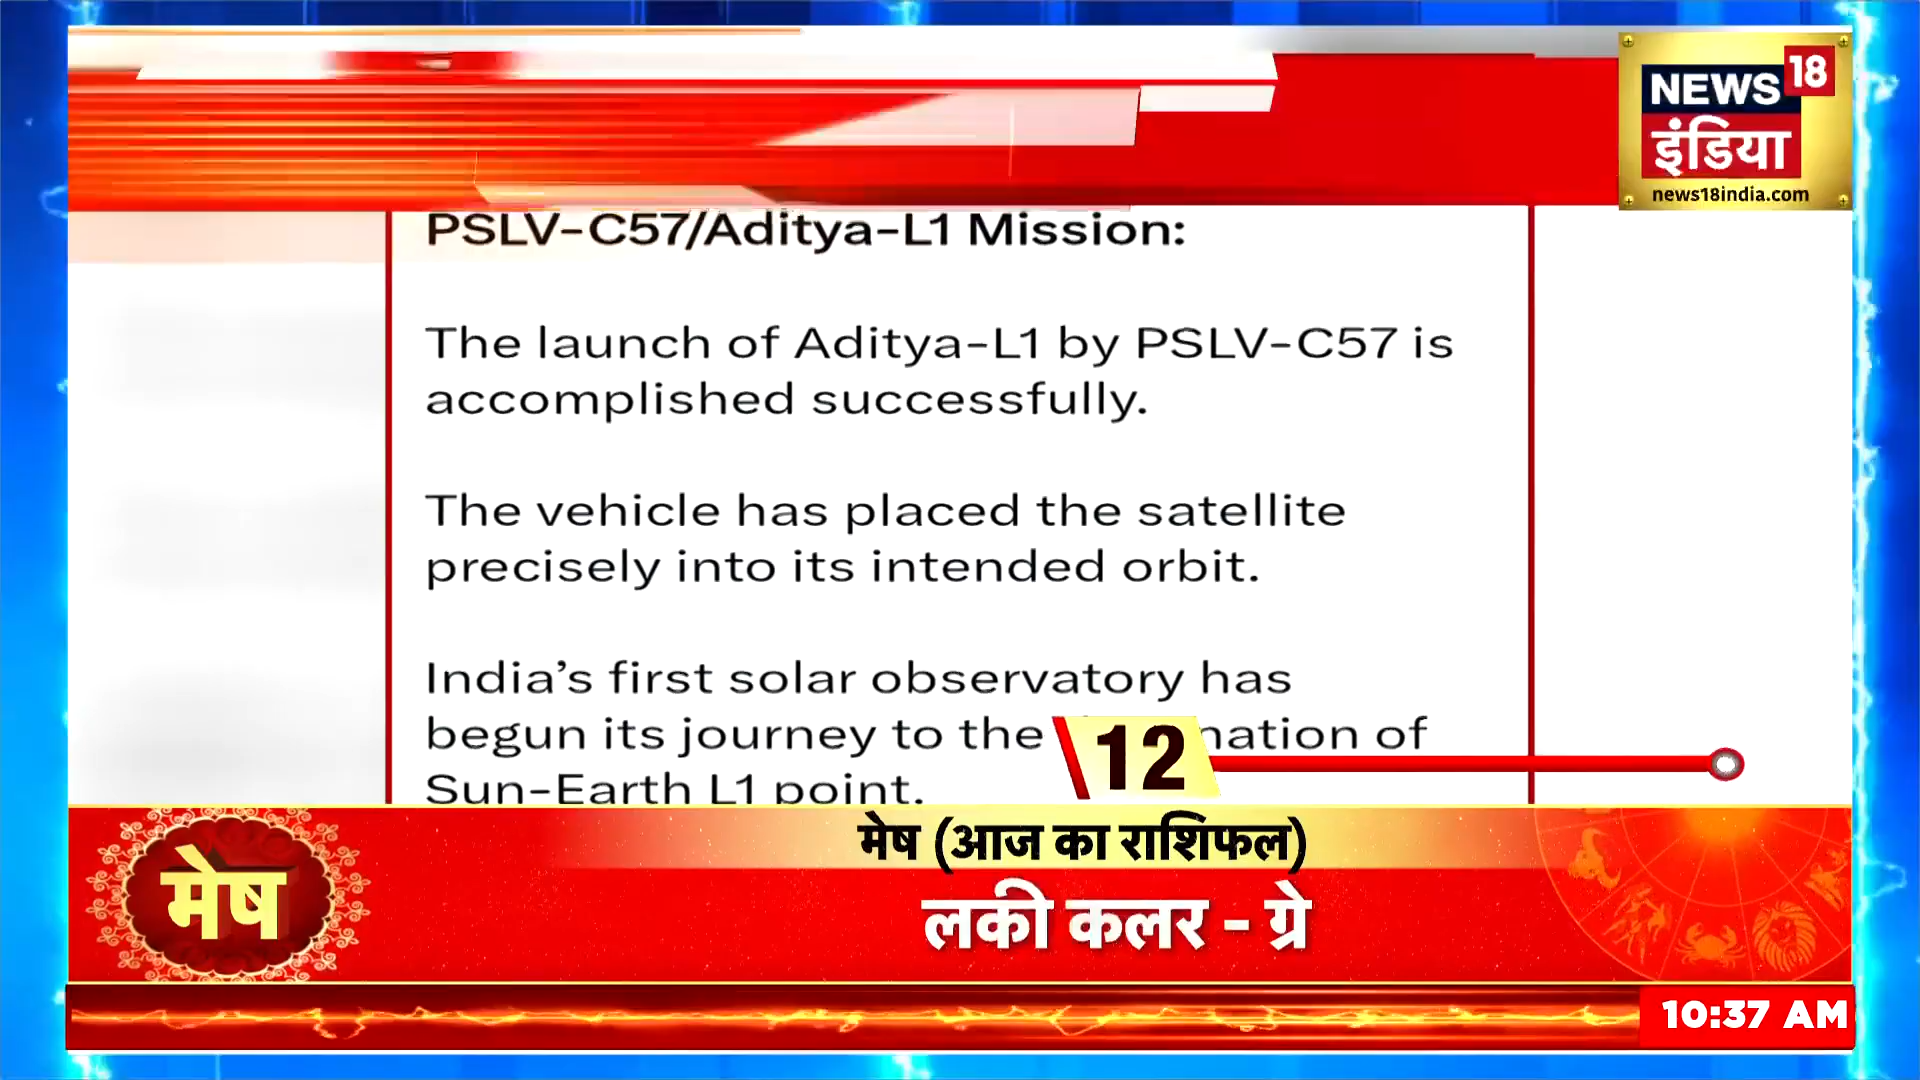 NEWS 18
इंडिया
news18india.com
PSLV-C57/Aditya-L1 Mission:
The launch of Aditya-L1 by PSLV-C57 is
accomplished successfully.
The vehicle has placed the satellite
precisely into its intended orbit.
India's first solar observatory has
begun its journey to the nation of
Sun-Earth L1 point.
12
मेष (आज का राशिफल)
मेष
लकी कलर - ग्रे
10:37 AM